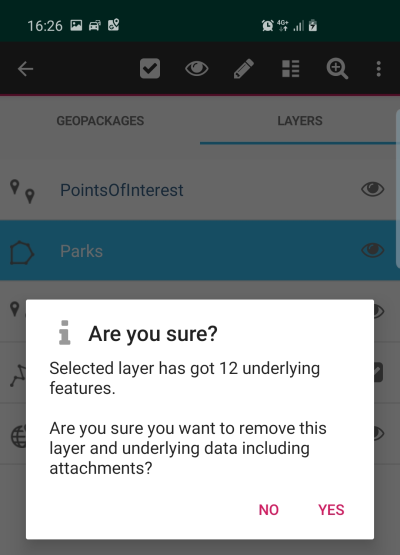 16:26
4G+
GEOPACKAGES
LAYERS
PointsOfInterest
Parks
Are you sure?
Selected layer has got 12 underlying
features.
Are you sure you want to remove this
layer and underlying data including
attachments?
NO
YES